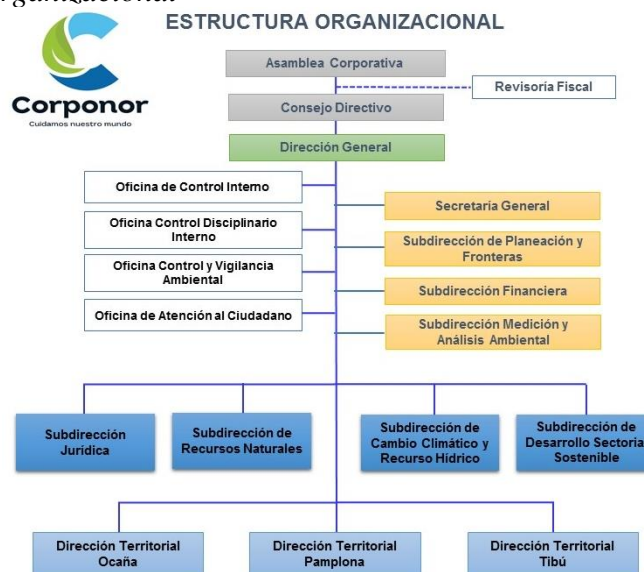 ESTRUCTURA ORGANIZACIONAL
Corponor
Cuidamos nuestro mundo
Asamblea Corporativa
Revisoría Fiscal
Consejo Directivo
Dirección General
Oficina de Control Interno
Secretaría General
Oficina Control Disciplinario
Interno
Subdirección de Planeación y
Fronteras
Oficina Control y Vigilancia
Ambiental
Subdirección Financiera
Oficina de Atención al Ciudadano
Subdirección Medición y
Análisis Ambiental
Subdirección
Jurídica
Subdirección de
Recursos Naturales
Subdirección de
Cambio Climático y
Recurso Hídrico
Subdirección de
Desarrollo Sectoria
Sostenible
Dirección Territorial
Ocaña
Dirección Territorial
Pamplona
Dirección Territorial
Tibú